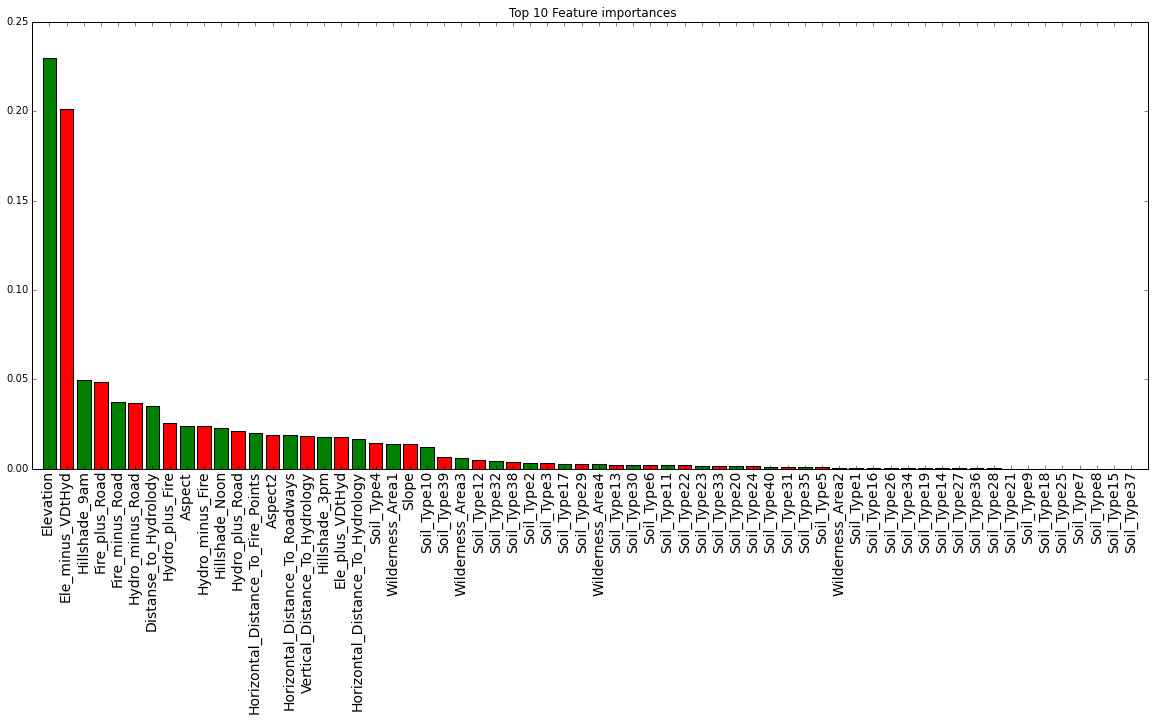 Top 10 Feature importances
0.25
0.20
0.15
0.10
0.05
0.00
Elevation
Ele_minus_VDtHyd
Hillshade_9am
Fire_plus_Road
Fire_minus_Road
Hydro_minus_Road
Distanse_to_Hydrolody
Hydro_plus_Fire
Aspect
Hydro_minus_Fire
Hillshade_Noon
Hydro_plus_Road
Horizontal_Distance_To_Fire_Points
Aspect2
Horizontal_Distance_To_Roadways
Vertical_Distance_To_Hydrology
Hillshade_3pm
Ele_plus_VDtHyd
Horizontal_Distance_To_Hydrology
Soil_Type4
Wilderness_Area1
Slope
Soil_Type10
Soil_Type39
Wilderness_Area3
Soil_Type12
Soil_Type32
Soil_Type38
Soil_Type2
Soil_Type3
Soil_Type17
Soil_Type29
Wilderness_Area4
Soil_Type13
Soil_Type30
Soil_Type6
Soil_Type11
Soil_Type22
Soil_Type23
Soil_Type33
Soil_Type20
Soil_Type24
Soil_Type40
Soil_Type31
Soil_Type35
Soil_Type5
Wilderness_Area2
Soil_Type1
Soil_Type16
Soil_Type26
Soil_Type34
Soil_Type19
Soil_Type14
Soil_Type27
Soil_Type36
Soil_Type28
Soil_Type21
Soil_Type9
Soil_Type18
Soil_Type25
Soil_Type7
Soil_Type8
Soil_Type15
Soil_Type37